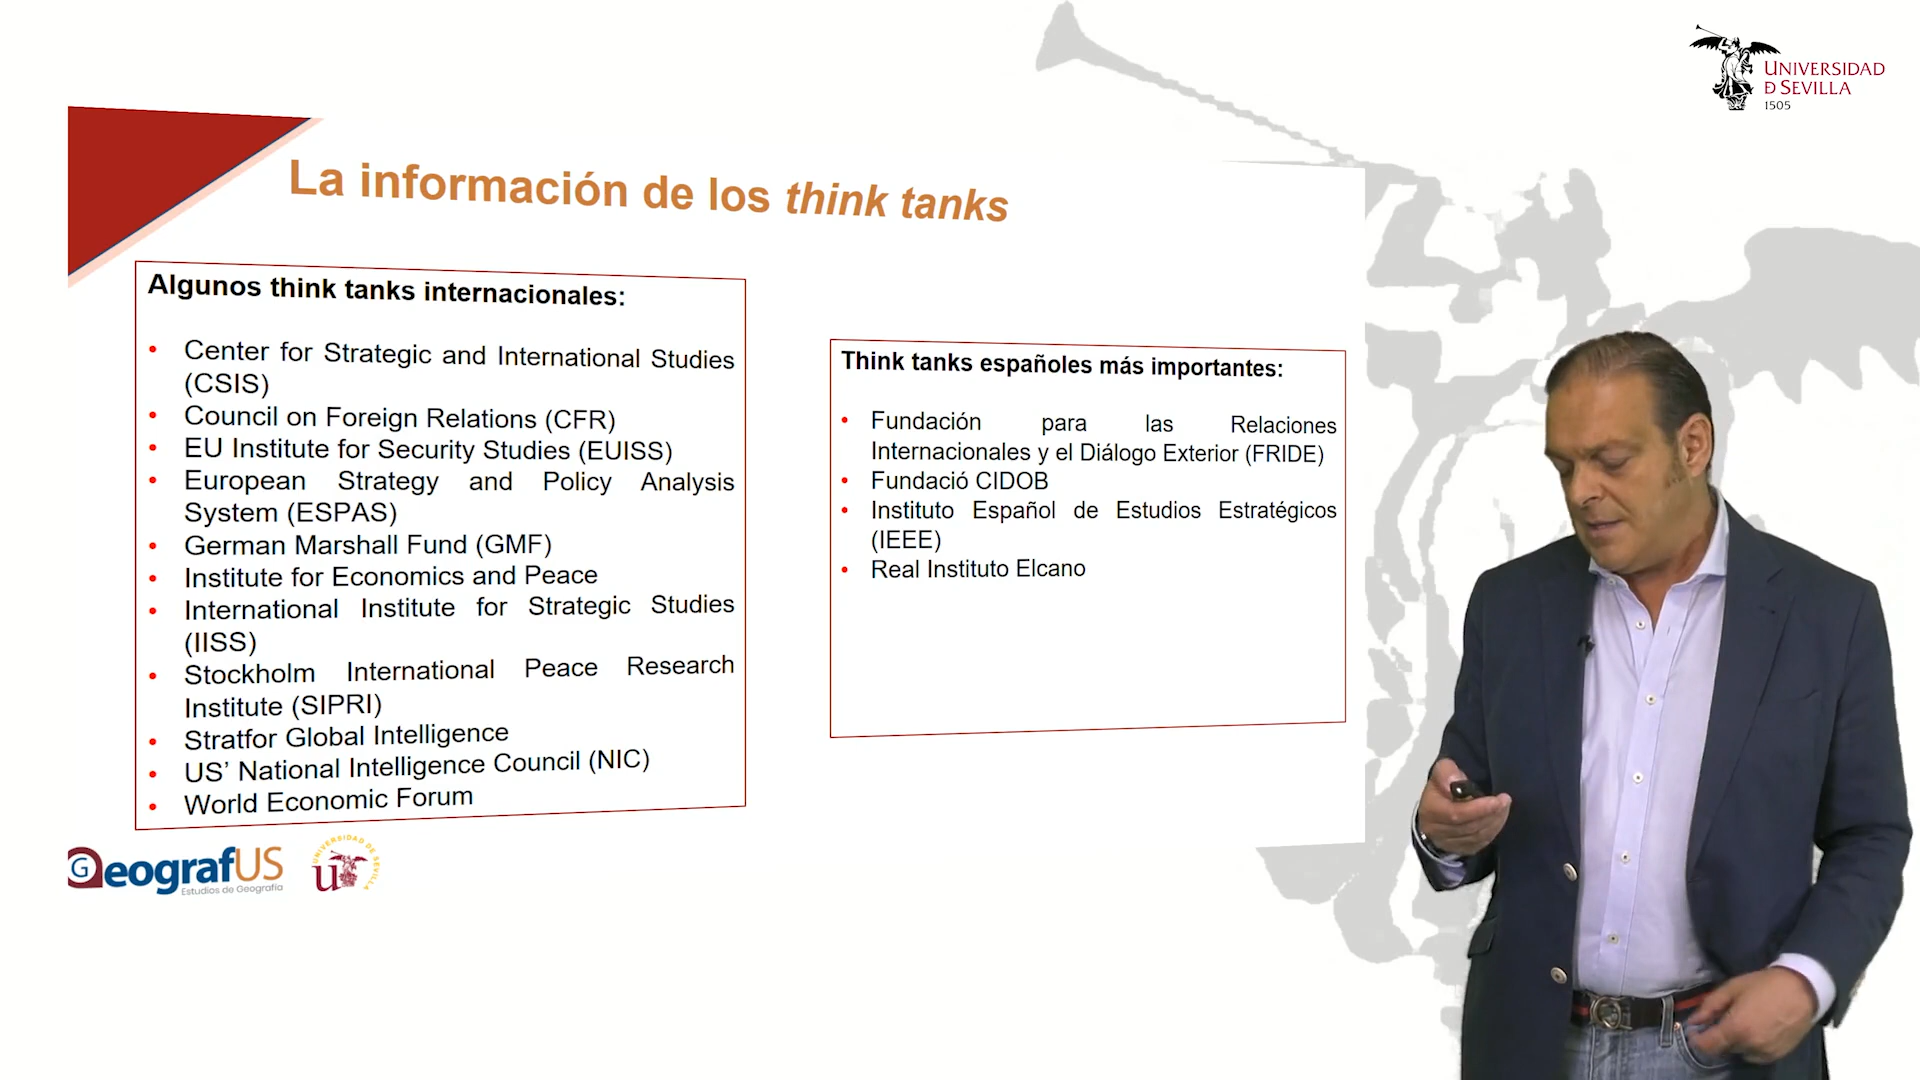 UNIVERSIDAD
Đ SEVILLA
1505
La información de los think tanks
Algunos think tanks internacionales:
• Center for Strategic and International Studies
(CSIS)
• Council on Foreign Relations (CFR)
• EU Institute for Security Studies (EUISS)
• European Strategy and Policy Analysis
System (ESPAS)
• German Marshall Fund (GMF)
• Institute for Economics and Peace
• International Institute for Strategic Studies
(IISS)
• Stockholm International Peace Research
Institute (SIPRI)
• Stratfor Global Intelligence
• US’ National Intelligence Council (NIC)
• World Economic Forum
Think tanks españoles más importantes:
• Fundación para las Relaciones
Internacionales y el Diálogo Exterior (FRIDE)
• Fundació CIDOB
• Instituto Español de Estudios Estratégicos
(IEEE)
• Real Instituto Elcano
GeografUS
Estudios de Geografía
UNIVERSIDAD DE SEVILLA
us